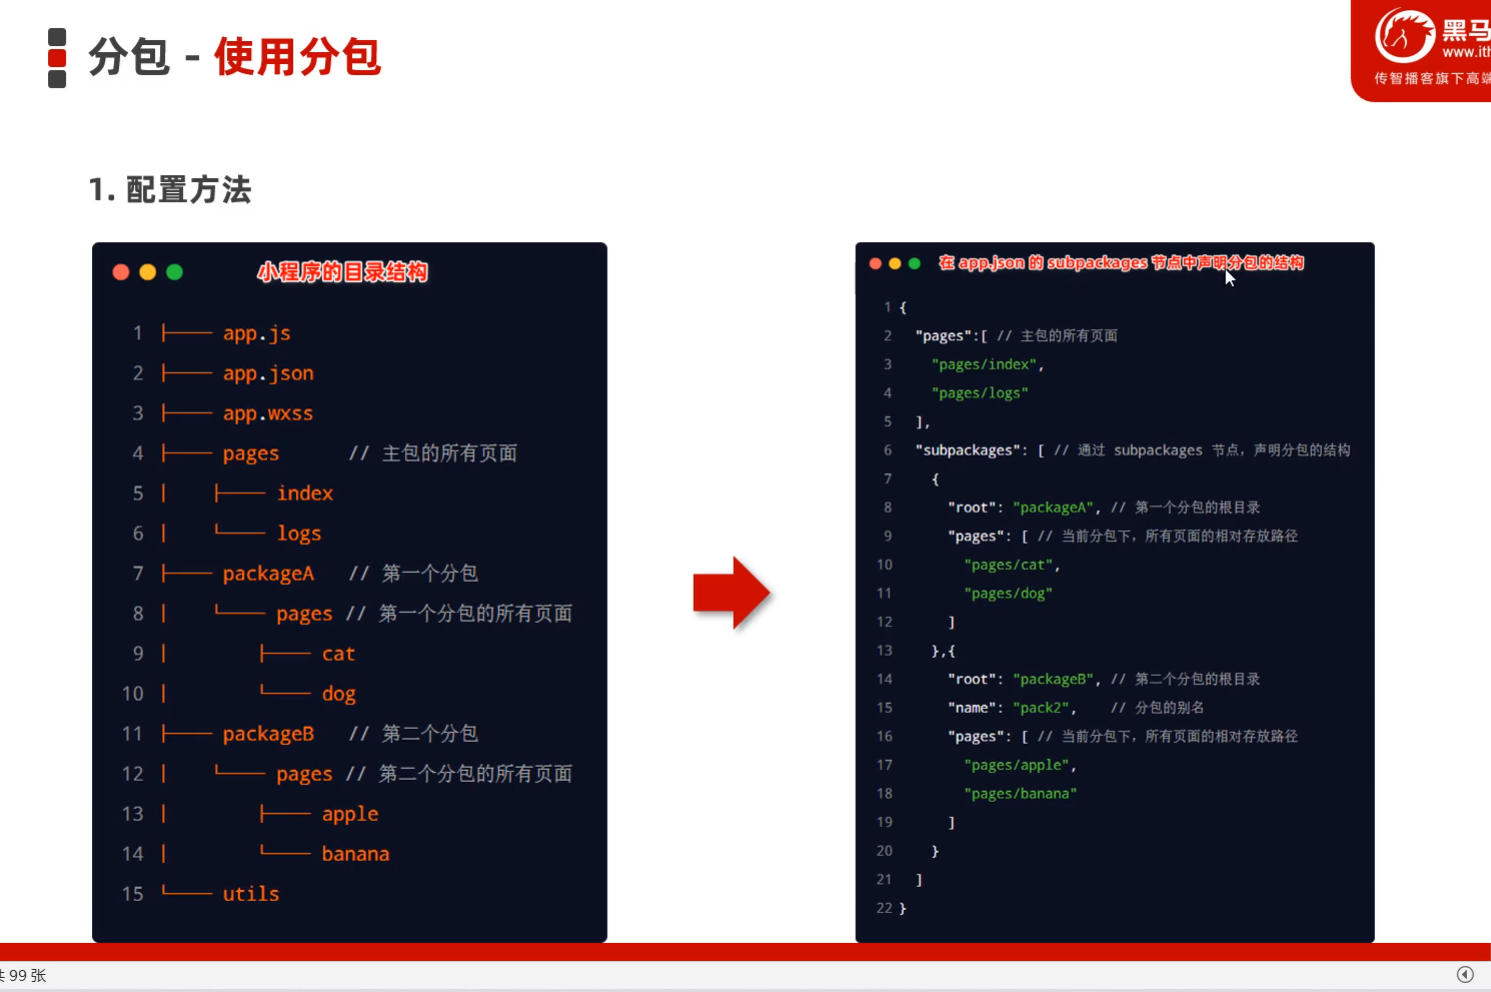 分包 - 使用分包
黑马
www.ith
传智播客旗下高端
1. 配置方法
小程序的目录结构
1 ├── app.js
2 ├── app.json
3 ├── app.wxss
4 ├── pages // 主包的所有页面
5 │ ├── index
6 │ └── logs
7 ├── packageA // 第一个分包
8 │ └── pages // 第一个分包的所有页面
9 │ ├── cat
10 │ └── dog
11 ├── packageB // 第二个分包
12 │ └── pages // 第二个分包的所有页面
13 │ ├── apple
14 │ └── banana
15 └── utils
在 app.json 的 subpackages 节点中声明分包的结构
1 {
2 "pages":[ // 主包的所有页面
3 "pages/index",
4 "pages/logs"
5 ],
6 "subpackages": [ // 通过 subpackages 节点，声明分包的结构
7 {
8 "root": "packageA", // 第一个分包的根目录
9 "pages": [ // 当前分包下，所有页面的相对存放路径
10 "pages/cat",
11 "pages/dog"
12 ]
13 },{
14 "root": "packageB", // 第二个分包的根目录
15 "name": "pack2", // 分包的别名
16 "pages": [ // 当前分包下，所有页面的相对存放路径
17 "pages/apple",
18 "pages/banana"
19 ]
20 }
21 ]
22 }
共 99 张